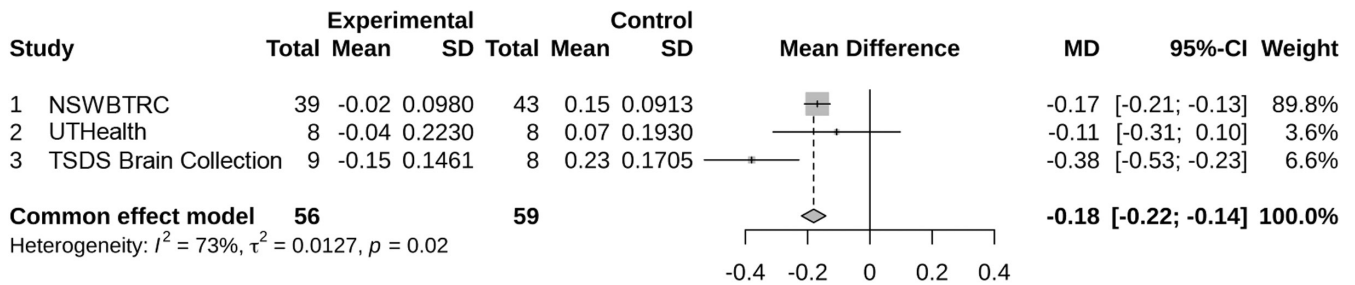 Experimental Control
Study Total Mean SD Total Mean SD Mean Difference MD 95%-CI Weight
1 NSWBTRC 39 -0.02 0.0980 43 0.15 0.0913 -0.17 [-0.21; -0.13] 89.8%
2 UTHealth 8 -0.04 0.2230 8 0.07 0.1930 -0.11 [-0.31; 0.10] 3.6%
3 TSDS Brain Collection 9 -0.15 0.1461 8 0.23 0.1705 -0.38 [-0.53; -0.23] 6.6%
Common effect model 56 59 -0.18 [-0.22; -0.14] 100.0%
Heterogeneity: I² = 73%, τ² = 0.0127, p = 0.02
-0.4 -0.2 0 0.2 0.4